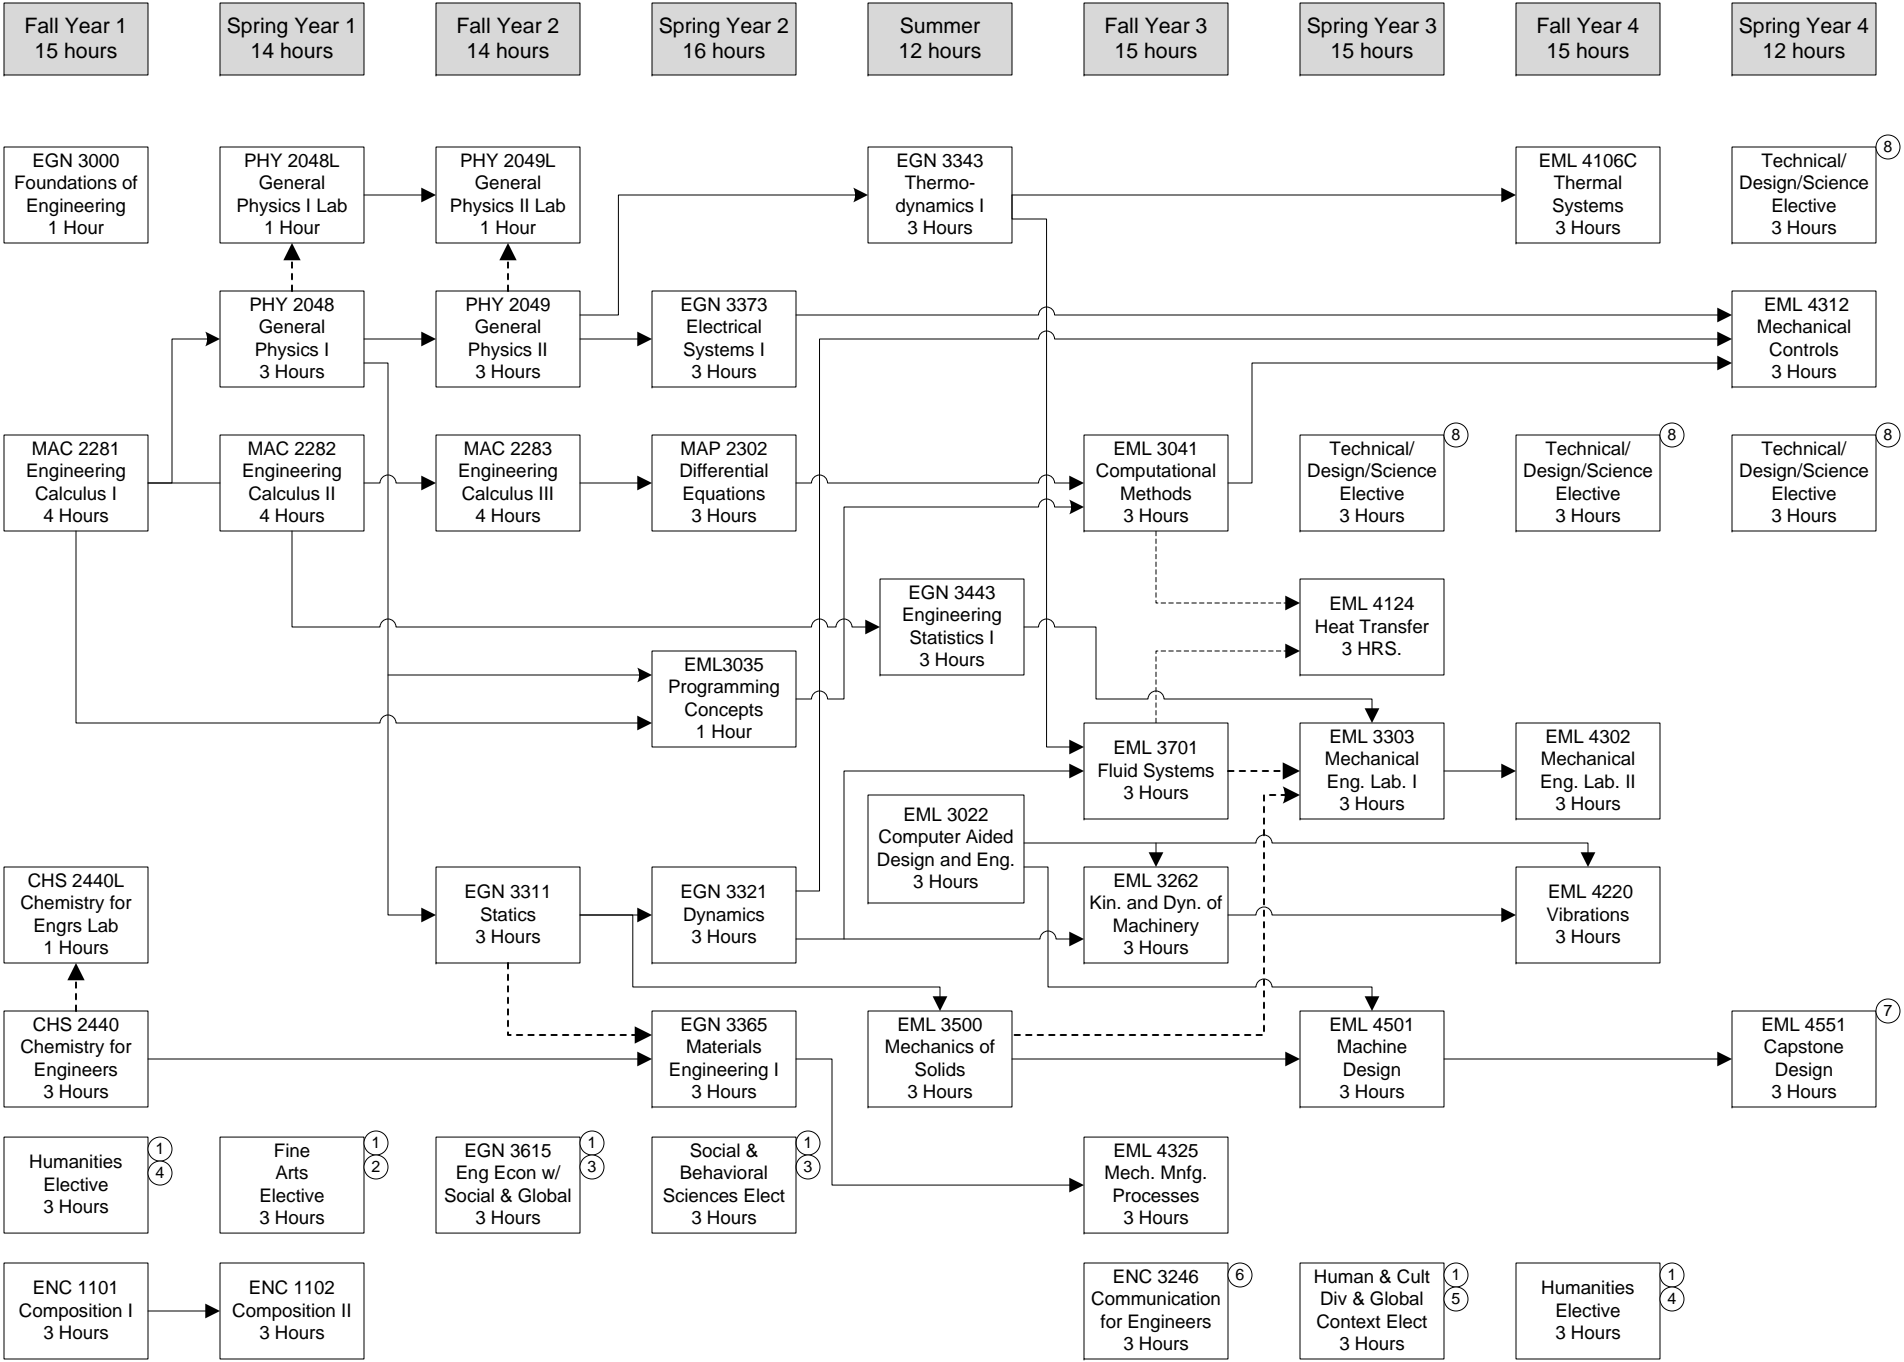 Fall Year 1
15 hours
Spring Year 1
14 hours
Fall Year 2
14 hours
Spring Year 2
16 hours
Summer
12 hours
Fall Year 3
15 hours
Spring Year 3
15 hours
Fall Year 4
15 hours
Spring Year 4
12 hours
EGN 3000
Foundations of
Engineering
1 Hour
PHY 2048L
General
Physics I Lab
1 Hour
PHY 2049L
General
Physics II Lab
1 Hour
EGN 3343
Thermo-
dynamics I
3 Hours
EML 4106C
Thermal
Systems
3 Hours
Technical/
Design/Science
Elective
3 Hours
8
PHY 2048
General
Physics I
3 Hours
PHY 2049
General
Physics II
3 Hours
EGN 3373
Electrical
Systems I
3 Hours
EML 4312
Mechanical
Controls
3 Hours
MAC 2281
Engineering
Calculus I
4 Hours
MAC 2282
Engineering
Calculus II
4 Hours
MAC 2283
Engineering
Calculus III
4 Hours
MAP 2302
Differential
Equations
3 Hours
EML 3041
Computational
Methods
3 Hours
Technical/
Design/Science
Elective
3 Hours
8
Technical/
Design/Science
Elective
3 Hours
8
Technical/
Design/Science
Elective
3 Hours
8
EGN 3443
Engineering
Statistics I
3 Hours
EML 4124
Heat Transfer
3 HRS.
EML3035
Programming
Concepts
1 Hour
EML 3701
Fluid Systems
3 Hours
EML 3303
Mechanical
Eng. Lab. I
3 Hours
EML 4302
Mechanical
Eng. Lab. II
3 Hours
EML 3022
Computer Aided
Design and Eng.
3 Hours
CHS 2440L
Chemistry for
Engrs Lab
1 Hours
EGN 3311
Statics
3 Hours
EGN 3321
Dynamics
3 Hours
EML 3262
Kin. and Dyn. of
Machinery
3 Hours
EML 4220
Vibrations
3 Hours
CHS 2440
Chemistry for
Engineers
3 Hours
EGN 3365
Materials
Engineering I
3 Hours
EML 3500
Mechanics of
Solids
3 Hours
EML 4501
Machine
Design
3 Hours
EML 4551
Capstone
Design
3 Hours
7
Humanities
Elective
3 Hours
1
4
Fine
Arts
Elective
3 Hours
1
2
EGN 3615
Eng Econ w/
Social & Global
3 Hours
1
3
Social &
Behavioral
Sciences Elect
3 Hours
1
3
EML 4325
Mech. Mnfg.
Processes
3 Hours
ENC 1101
Composition I
3 Hours
ENC 1102
Composition II
3 Hours
ENC 3246
Communication
for Engineers
3 Hours
6
Human & Cult
Div & Global
Context Elect
3 Hours
1
5
Humanities
Elective
3 Hours
1
4